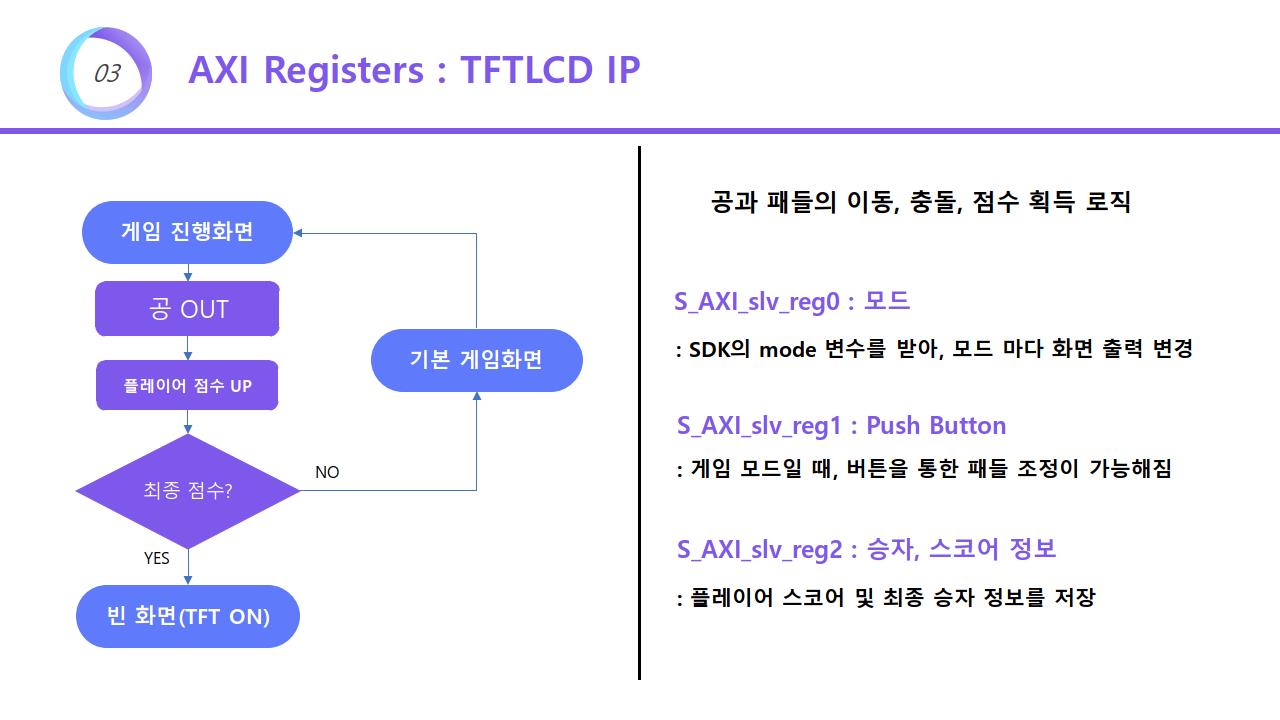 03
AXI Registers : TFTLCD IP
게임 진행화면
공 OUT
플레이어 점수 UP
최종 점수?
NO
YES
기본 게임화면
빈 화면(TFT ON)
공과 패들의 이동, 충돌, 점수 획득 로직
S_AXI_slv_reg0 : 모드
: SDK의 mode 변수를 받아, 모드 마다 화면 출력 변경
S_AXI_slv_reg1 : Push Button
: 게임 모드일 때, 버튼을 통한 패들 조정이 가능해짐
S_AXI_slv_reg2 : 승자, 스코어 정보
: 플레이어 스코어 및 최종 승자 정보를 저장